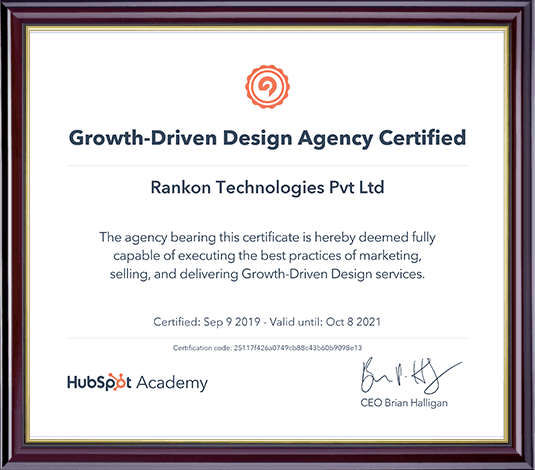 Growth-Driven Design Agency Certified
Rankon Technologies Pvt Ltd
The agency bearing this certificate is hereby deemed fully
capable of executing the best practices of marketing,
selling, and delivering Growth-Driven Design services.
Certified: Sep 9 2019 - Valid until: Oct 8 2021
Certification code: 25117f426a0749cb88c43b60b9098e13
HubSpot Academy
CEO Brian Halligan